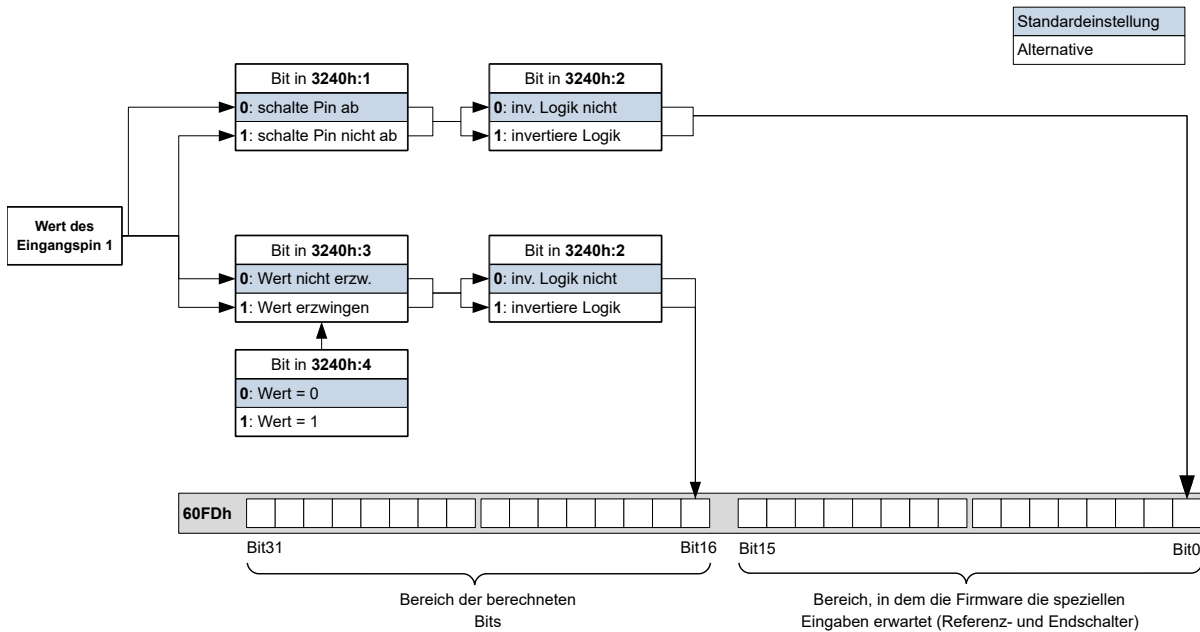 Standardeinstellung
Alternative
Bit in 3240h:1
0: schalte Pin ab
1: schalte Pin nicht ab
Bit in 3240h:2
0: inv. Logik nicht
1: invertiere Logik
Wert des
Eingangspin 1
Bit in 3240h:3
0: Wert nicht erzw.
1: Wert erzwingen
Bit in 3240h:2
0: inv. Logik nicht
1: invertiere Logik
Bit in 3240h:4
0: Wert = 0
1: Wert = 1
60FDh
Bit31
Bit16
Bit15
Bit0
Bereich der berechneten
Bits
Bereich, in dem die Firmware die speziellen
Eingaben erwartet (Referenz- und Endschalter)